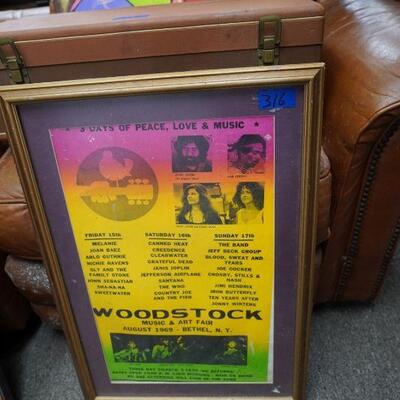 316
3 DAYS OF PEACE, LOVE & MUSIC *
FRIDAY 15th
MELANIE
JOAN BAEZ
ARLO GUTHRIE
RICHIE HAVENS
SLY AND THE
FAMILY STONE
JOHN SEBASTIAN
SHA-NA-NA
SWEETWATER
SATURDAY 16th
CANNED HEAT
CREEDENCE
CLEARWATER
GRATEFUL DEAD
JANIS JOPLIN
JEFFERSON AIRPLANE
SANTANA
THE WHO
COUNTRY JOE
AND THE FISH
SUNDAY 17th
THE BAND
JEFF BECK GROUP
BLOOD, SWEAT AND
TEARS
JOE COCKER
CROSBY, STILLS &
NASH
JIMI HENDRIX
IRON BUTTERFLY
TEN YEARS AFTER
JOHNY WINTERS
WOODSTOCK
MUSIC & ART FAIR
AUGUST 1969 - BETHEL, N.Y.